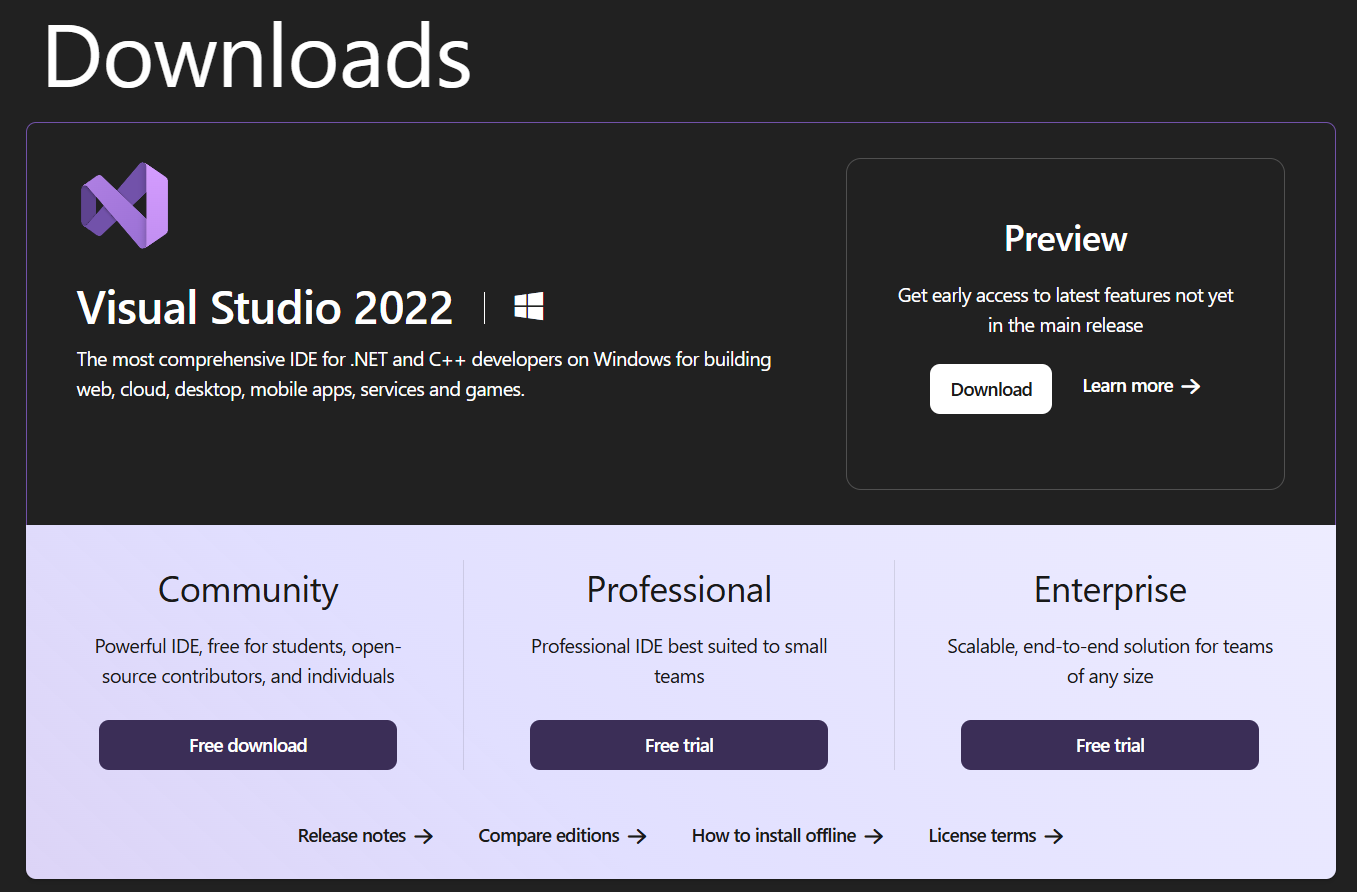 Downloads
Visual Studio 2022
The most comprehensive IDE for .NET and C++ developers on Windows for building
web, cloud, desktop, mobile apps, services and games.
Preview
Get early access to latest features not yet
in the main release
Download
Learn more
Community
Powerful IDE, free for students, open-
source contributors, and individuals
Free download
Professional
Professional IDE best suited to small
teams
Free trial
Enterprise
Scalable, end-to-end solution for teams
of any size
Free trial
Release notes
Compare editions
How to install offline
License terms